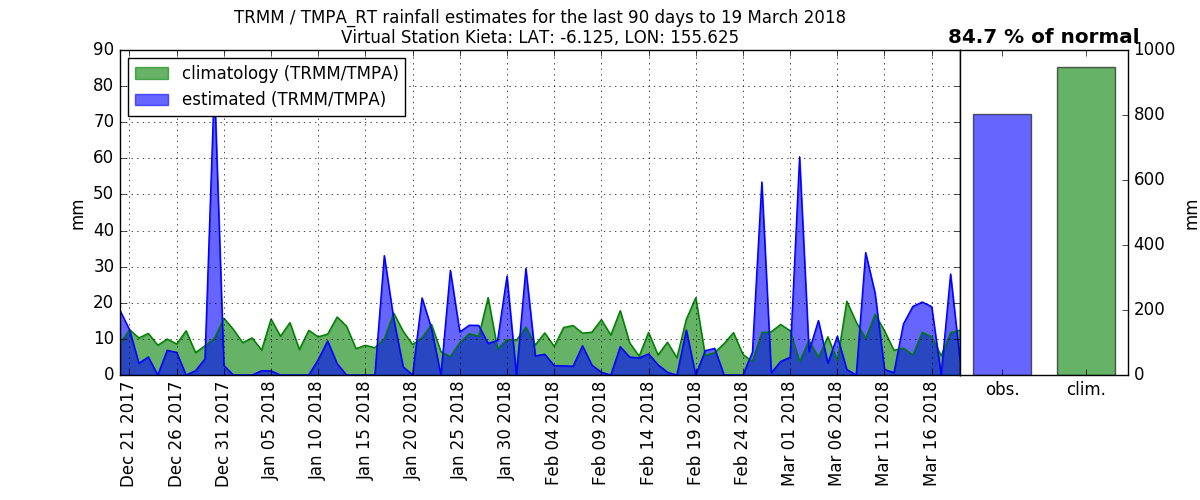 TRMM / TMPA_RT rainfall estimates for the last 90 days to 19 March 2018
Virtual Station Kieta: LAT: -6.125, LON: 155.625
84.7 % of normal
climatology (TRMM/TMPA)
estimated (TRMM/TMPA)
90
80
70
60
50
40
30
20
10
0
mm
Dec 21 2017
Dec 26 2017
Dec 31 2017
Jan 05 2018
Jan 10 2018
Jan 15 2018
Jan 20 2018
Jan 25 2018
Jan 30 2018
Feb 04 2018
Feb 09 2018
Feb 14 2018
Feb 19 2018
Feb 24 2018
Mar 01 2018
Mar 06 2018
Mar 11 2018
Mar 16 2018
obs.
clim.
1000
800
600
400
200
0
mm